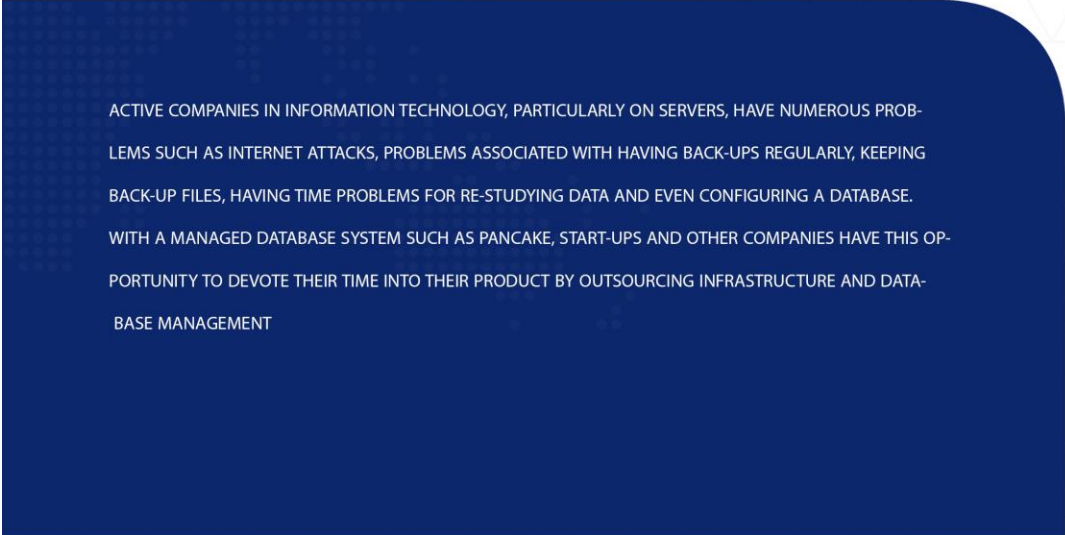 ACTIVE COMPANIES IN INFORMATION TECHNOLOGY, PARTICULARLY ON SERVERS, HAVE NUMEROUS PROB-
LEMS SUCH AS INTERNET ATTACKS, PROBLEMS ASSOCIATED WITH HAVING BACK-UPS REGULARLY, KEEPING
BACK-UP FILES, HAVING TIME PROBLEMS FOR RE-STUDYING DATA AND EVEN CONFIGURING A DATABASE.
WITH A MANAGED DATABASE SYSTEM SUCH AS PANCAKE, START-UPS AND OTHER COMPANIES HAVE THIS OP-
PORTUNITY TO DEVOTE THEIR TIME INTO THEIR PRODUCT BY OUTSOURCING INFRASTRUCTURE AND DATA-
BASE MANAGEMENT